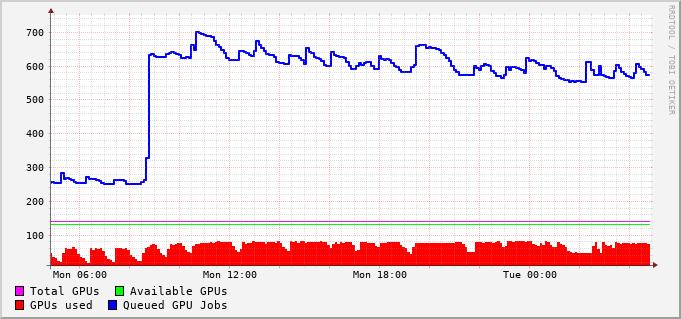 700
600
500
400
300
200
100
Mon 06:00 Mon 12:00 Mon 18:00 Tue 00:00
Total GPUs Available GPUs
GPUs used Queued GPU Jobs
RRDTOOL / TOBI OETIKER